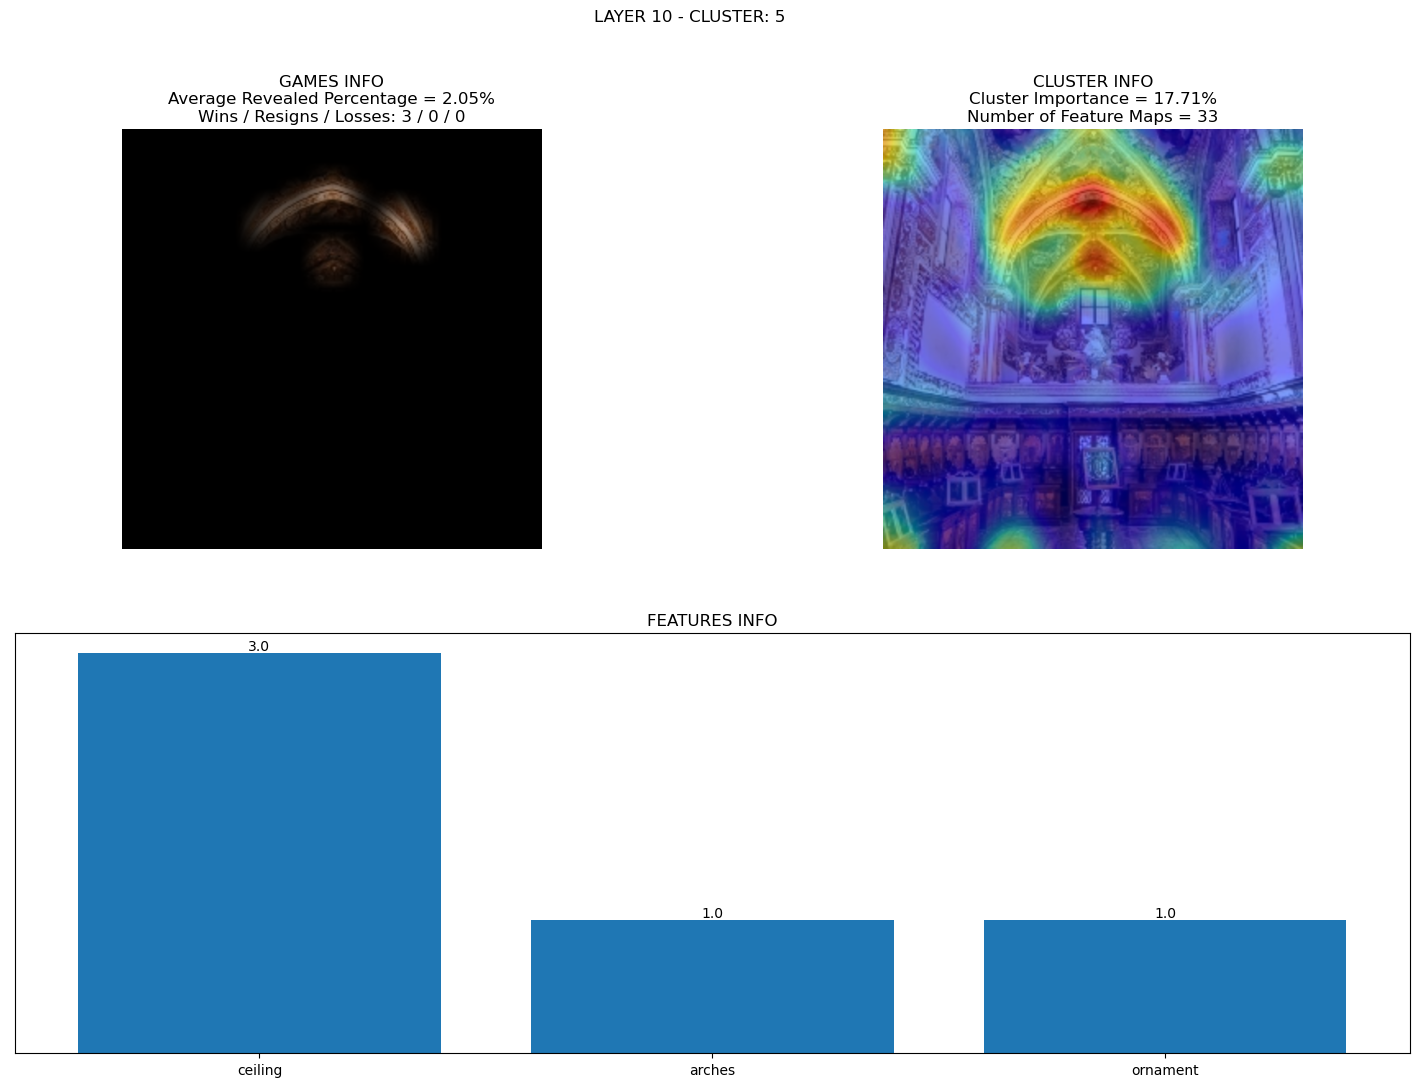 LAYER 10 - CLUSTER: 5
GAMES INFO
Average Revealed Percentage = 2.05%
Wins / Resigns / Losses: 3 / 0 / 0
CLUSTER INFO
Cluster Importance = 17.71%
Number of Feature Maps = 33
FEATURES INFO
3.0
1.0
1.0
ceiling
arches
ornament